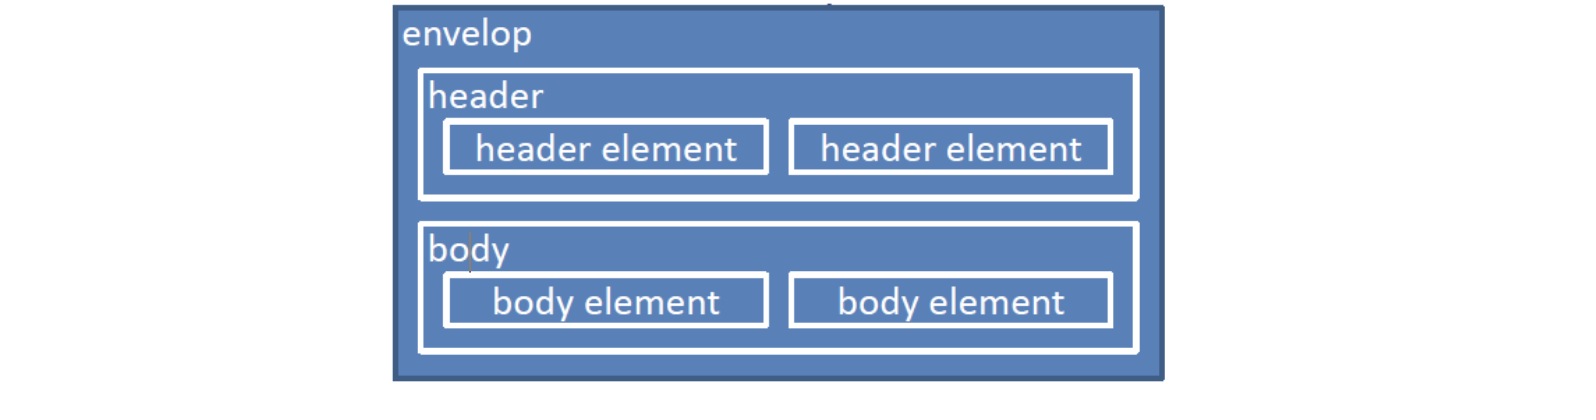 envelop
header
header element header element
body
body element body element